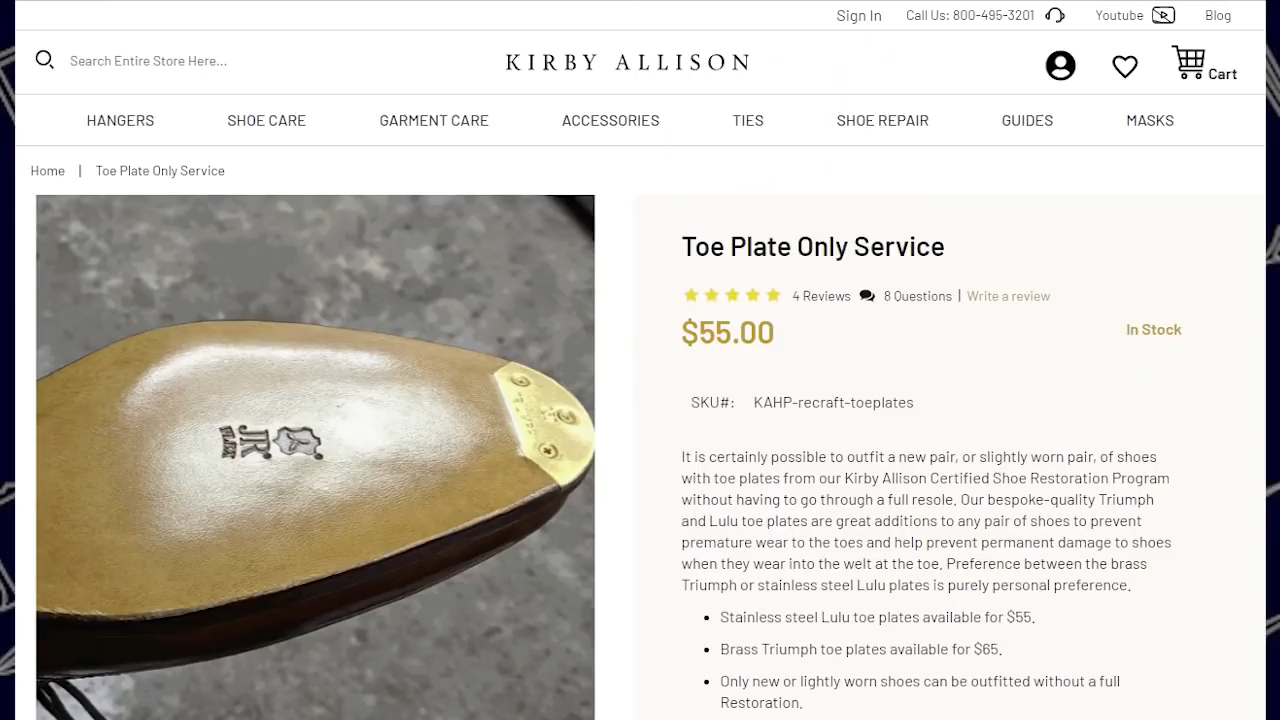 Sign In Call Us: 800-495-3201 Youtube Blog
Search Entire Store Here...
KIRBY ALLISON
Cart
HANGERS SHOE CARE GARMENT CARE ACCESSORIES TIES SHOE REPAIR GUIDES MASKS
Home | Toe Plate Only Service
JR
Toe Plate Only Service
4 Reviews 8 Questions | Write a review
$55.00
In Stock
SKU#: KAHP-recraft-toeplates
It is certainly possible to outfit a new pair, or slightly worn pair, of shoes
with toe plates from our Kirby Allison Certified Shoe Restoration Program
without having to go through a full resole. Our bespoke-quality Triumph
and Lulu toe plates are great additions to any pair of shoes to prevent
premature wear to the toes and help prevent permanent damage to shoes
when they wear into the welt at the toe. Preference between the brass
Triumph or stainless steel Lulu plates is purely personal preference.
• Stainless steel Lulu toe plates available for $55.
• Brass Triumph toe plates available for $65.
• Only new or lightly worn shoes can be outfitted without a full
Restoration.